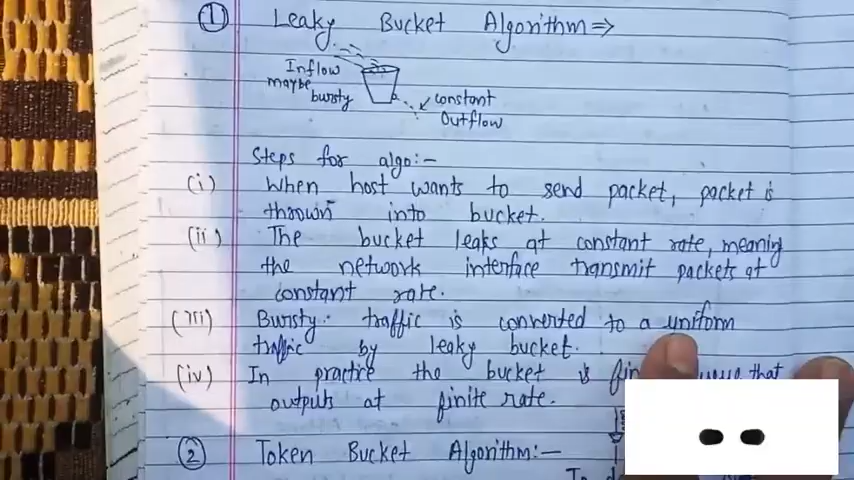 ① Leaky Bucket Algorithm ⇒
Inflow
maybe
bursty
constant
Outflow
Steps for algo:-
(i) When host wants to send packet, packet is
thrown into bucket.
(ii) The bucket leaks at constant rate, meaning
the network interface transmit packets at
constant rate.
(iii) Bursty traffic is converted to a uniform
traffic by leaky bucket.
(iv) In practice the bucket is that
outputs at finite rate.
② Token Bucket Algorithm:-
To